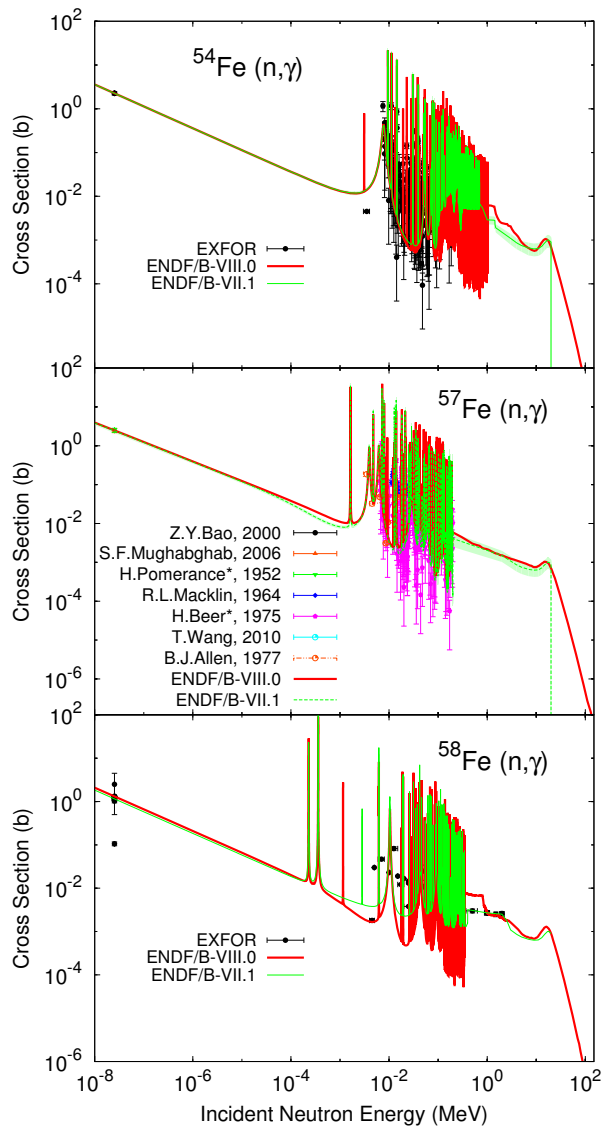 10^2
10^0
10^-2
10^-4
Cross Section (b)
^54Fe (n,γ)
EXFOR
ENDF/B-VIII.0
ENDF/B-VII.1
10^2
10^0
10^-2
10^-4
10^-6
Cross Section (b)
^57Fe (n,γ)
Z.Y.Bao, 2000
S.F.Mughabghab, 2006
H.Pomerance*, 1952
R.L.Macklin, 1964
H.Beer*, 1975
T.Wang, 2010
B.J.Allen, 1977
ENDF/B-VIII.0
ENDF/B-VII.1
10^2
10^0
10^-2
10^-4
10^-6
Cross Section (b)
^58Fe (n,γ)
EXFOR
ENDF/B-VIII.0
ENDF/B-VII.1
10^-8 10^-6 10^-4 10^-2 10^0 10^2
Incident Neutron Energy (MeV)